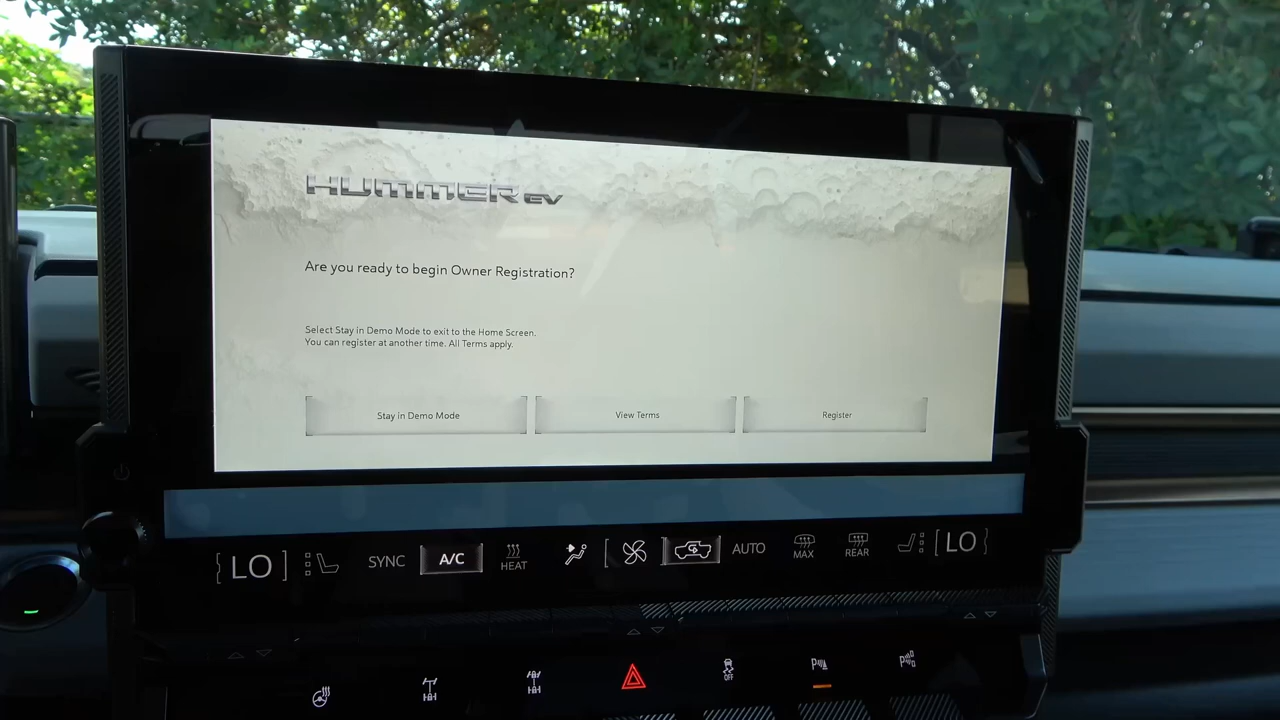 HUMMER EV
Are you ready to begin Owner Registration?
Select Stay in Demo Mode to exit to the Home Screen.
You can register at another time. All Terms apply.
Stay in Demo Mode
View Terms
Register
LO
SYNC
A/C
HEAT
AUTO
MAX
REAR
LO
OFF
P
P